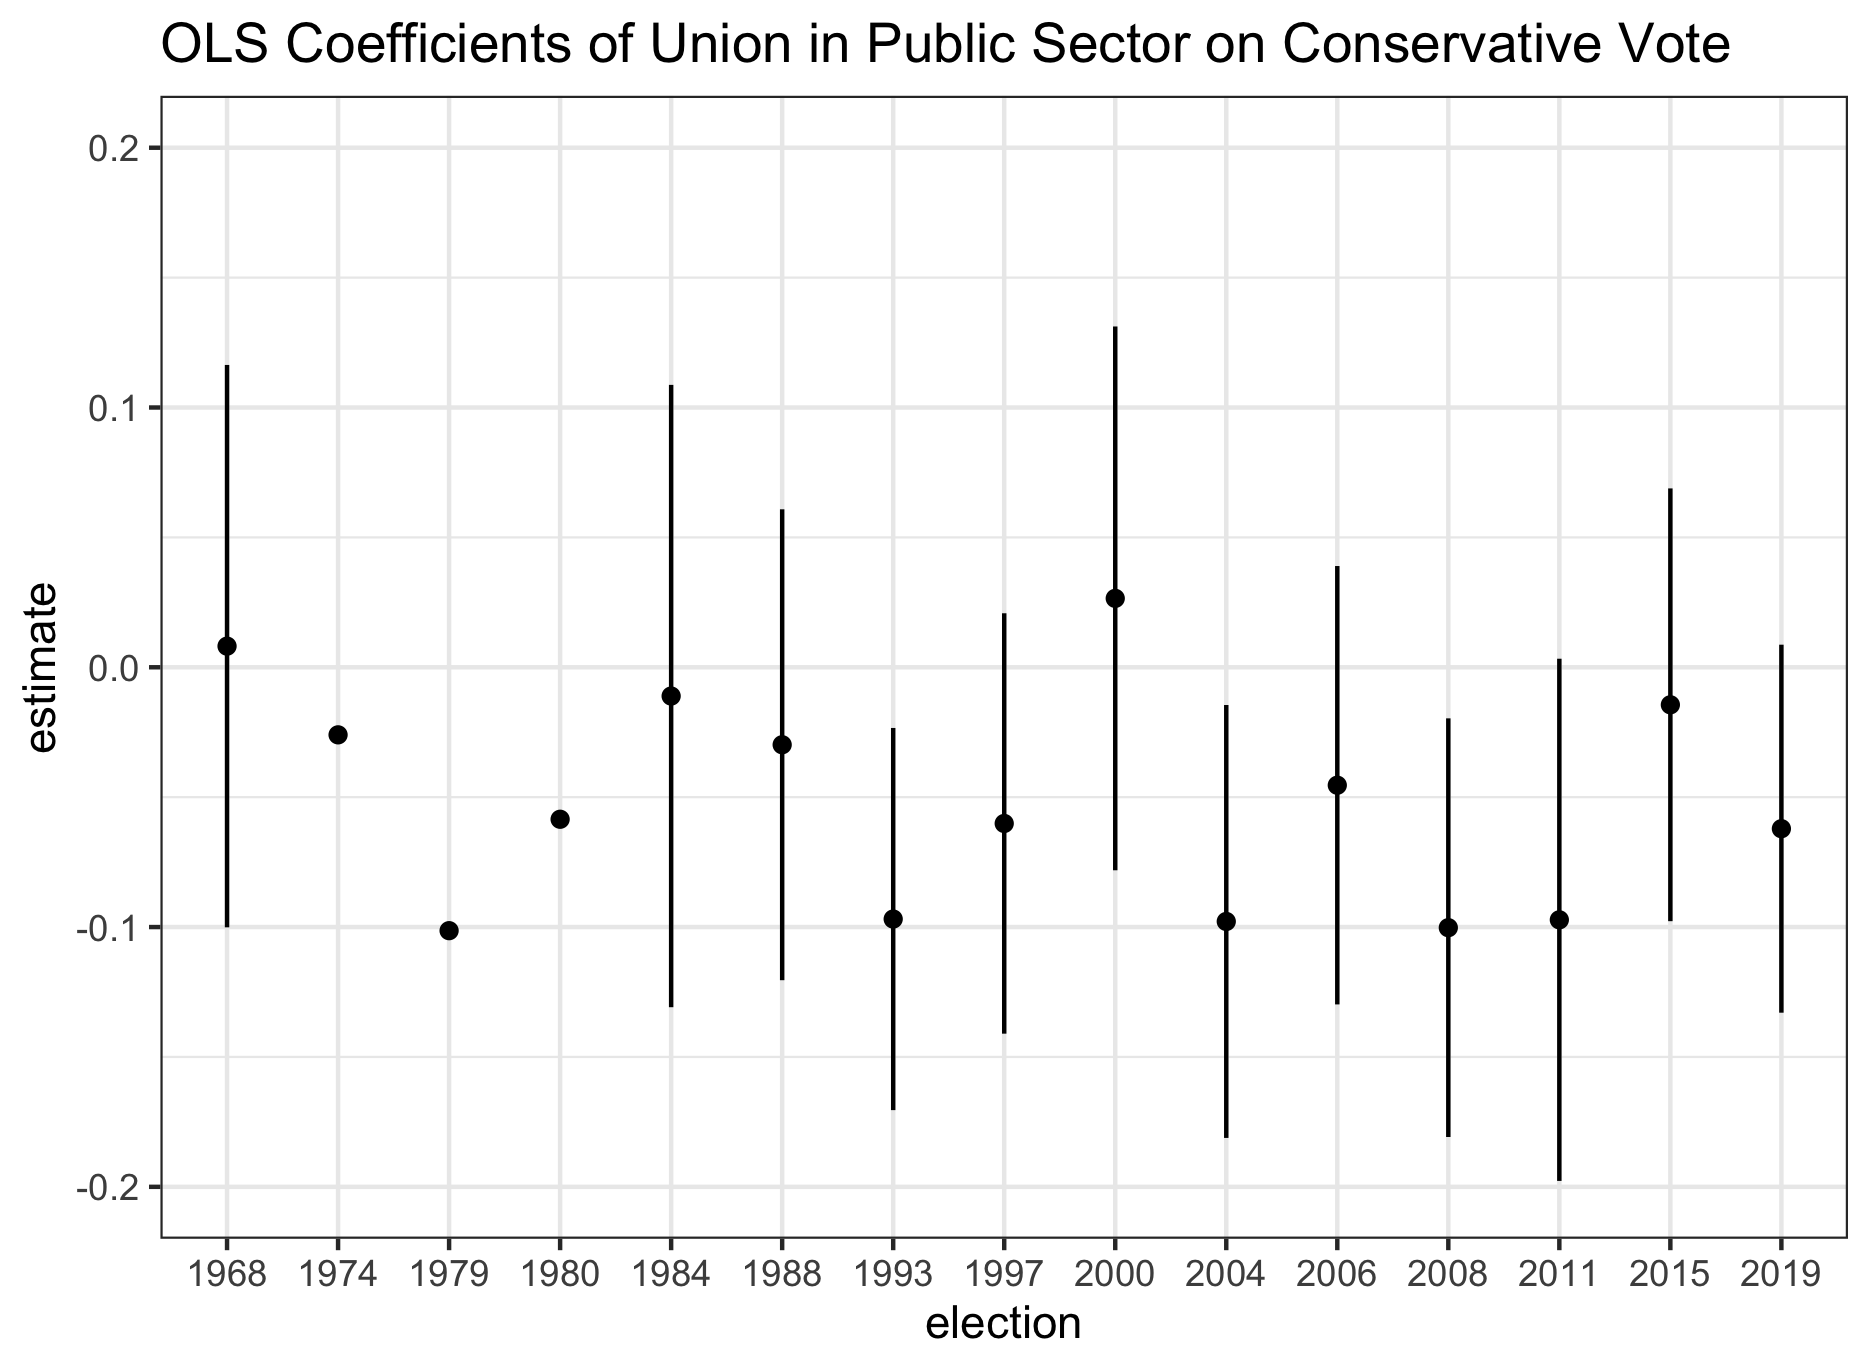 OLS Coefficients of Union in Public Sector on Conservative Vote
estimate
0.2
0.1
0.0
-0.1
-0.2
1968 1974 1979 1980 1984 1988 1993 1997 2000 2004 2006 2008 2011 2015 2019
election